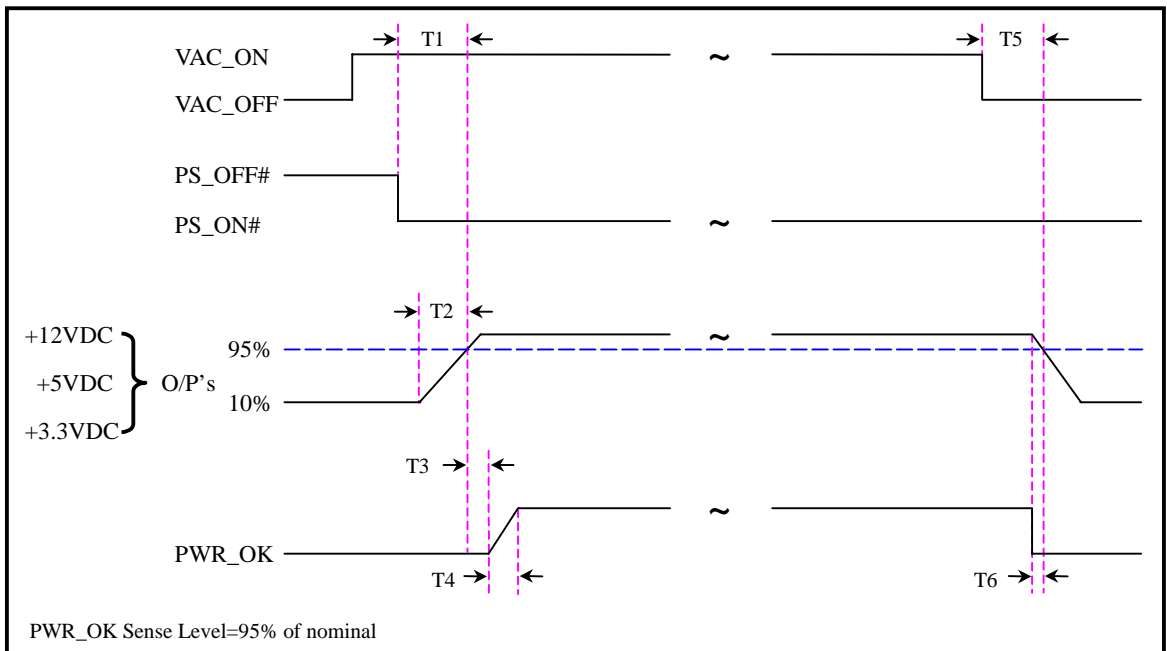 T1
T5
VAC_ON
~
VAC_OFF
PS_OFF#
PS_ON#
~
T2
+12VDC
95%
~
+5VDC
O/P's
10%
+3.3VDC
T3
~
PWR_OK
T4
T6
PWR_OK Sense Level=95% of nominal